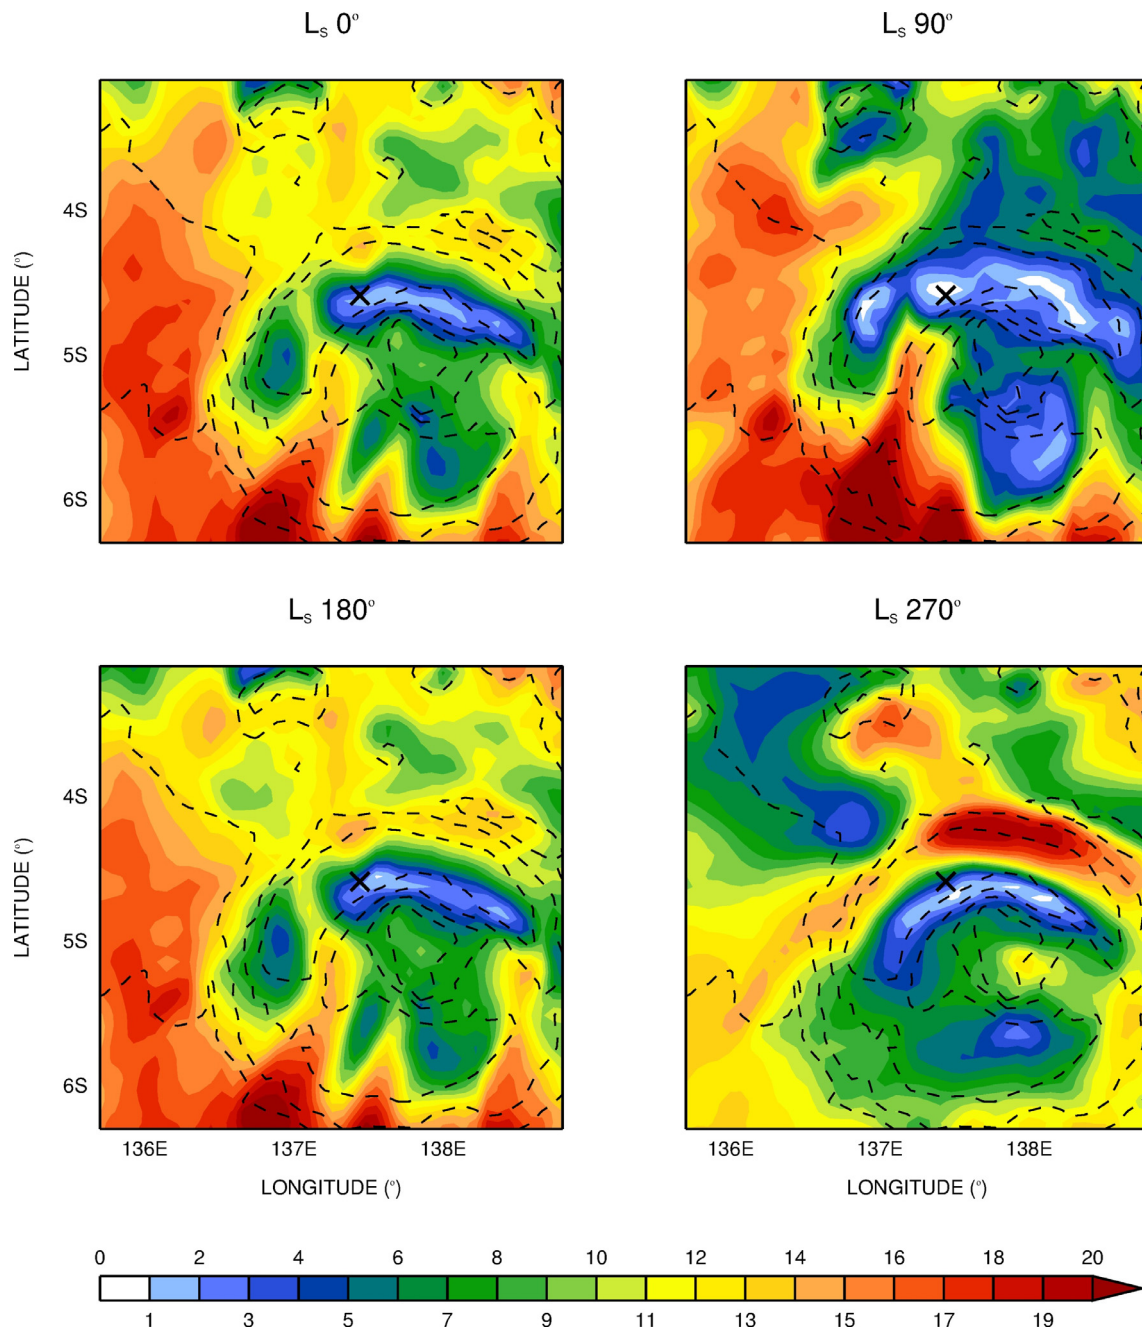 Ls 0° Ls 90°
4S
5S
6S
LATITUDE (°)
Ls 180° Ls 270°
4S
5S
6S
LATITUDE (°)
136E 137E 138E 136E 137E 138E
LONGITUDE (°) LONGITUDE (°)
0 2 4 6 8 10 12 14 16 18 20
1 3 5 7 9 11 13 15 17 19